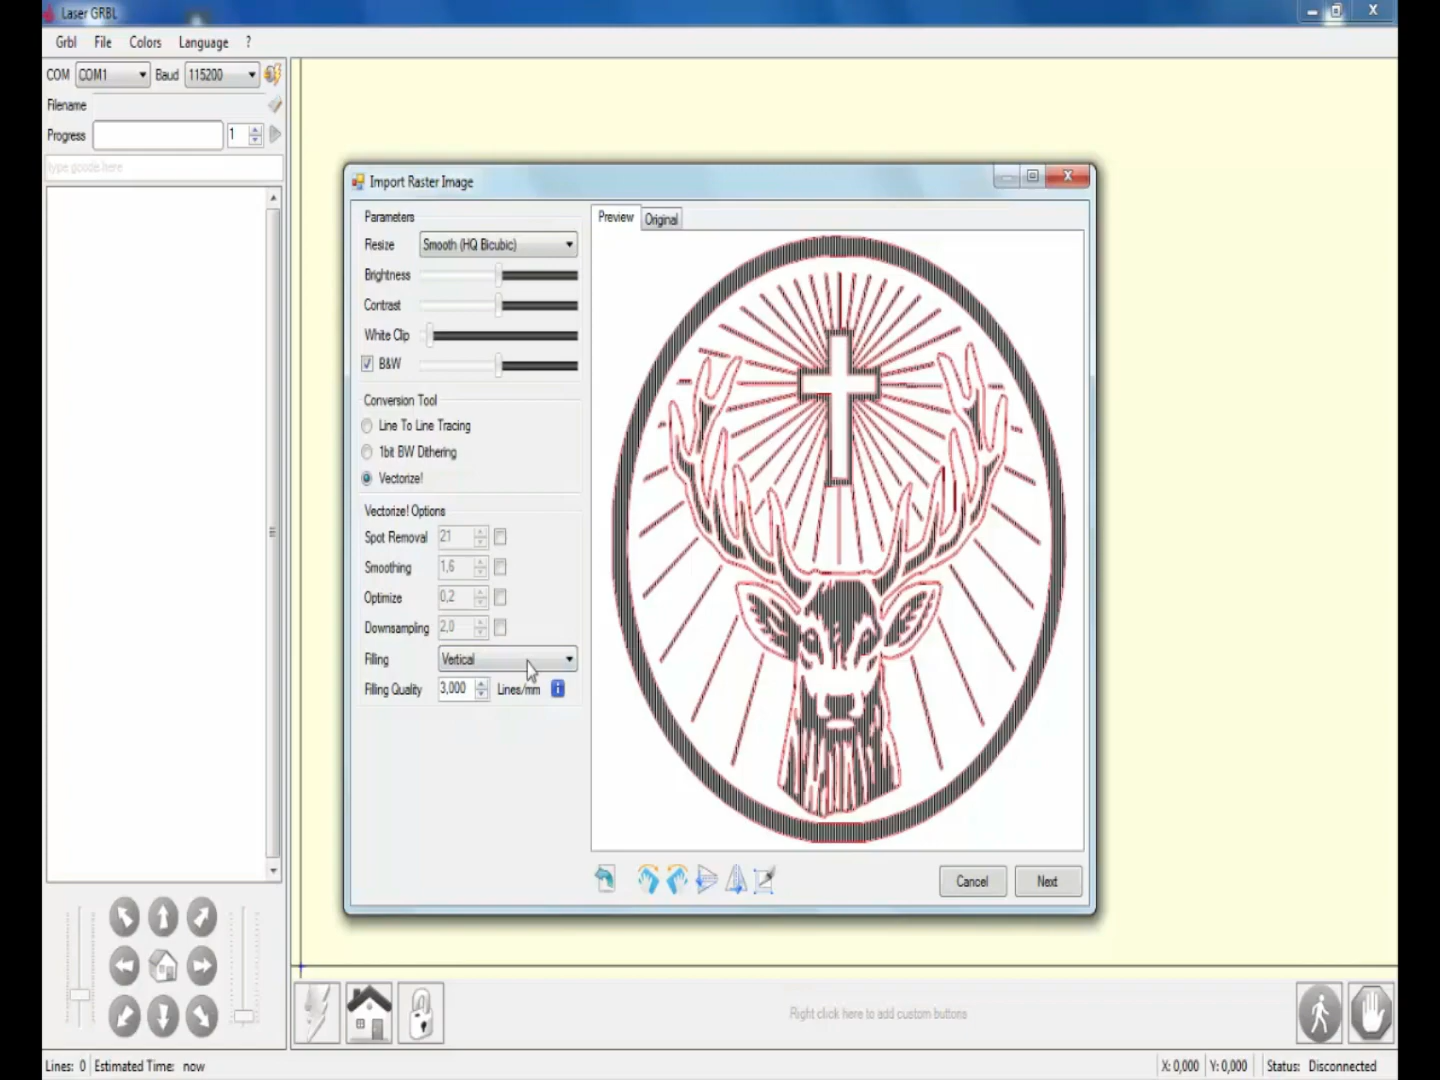 Laser GRBL
Grbl File Colors Language ?
COM COM1 Baud 115200
Filename
Progress 1
type gcode here
Import Raster Image
Parameters
Preview Original
Resize Smooth (HQ Bicubic)
Brightness
Contrast
White Clip
B&W
Conversion Tool
Line To Line Tracing
1bit BW Dithering
Vectorize!
Vectorize! Options
Spot Removal 21
Smoothing 1,6
Optimize 0,2
Downsampling 2,0
Filling Vertical
Filling Quality 3,000 Lines/mm
Cancel Next
Right click here to add custom buttons
Lines: 0 Estimated Time: now X: 0,000 Y: 0,000 Status: Disconnected